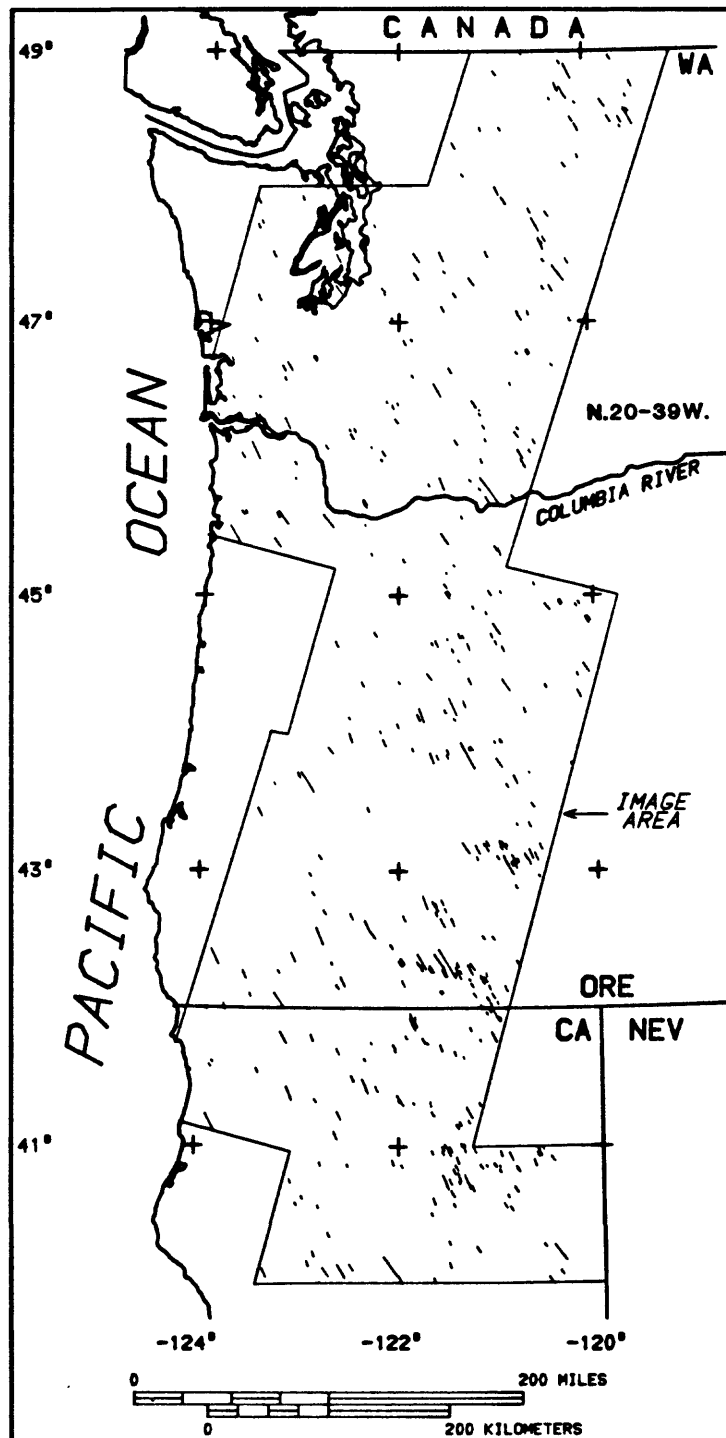 CANADA
49°
WA
47°
N.20-39W.
OCEAN
COLUMBIA RIVER
45°
IMAGE
AREA
43°
PACIFIC
ORE
CA NEV
41°
-124° -122° -120°
0 200 MILES
0 200 KILOMETERS